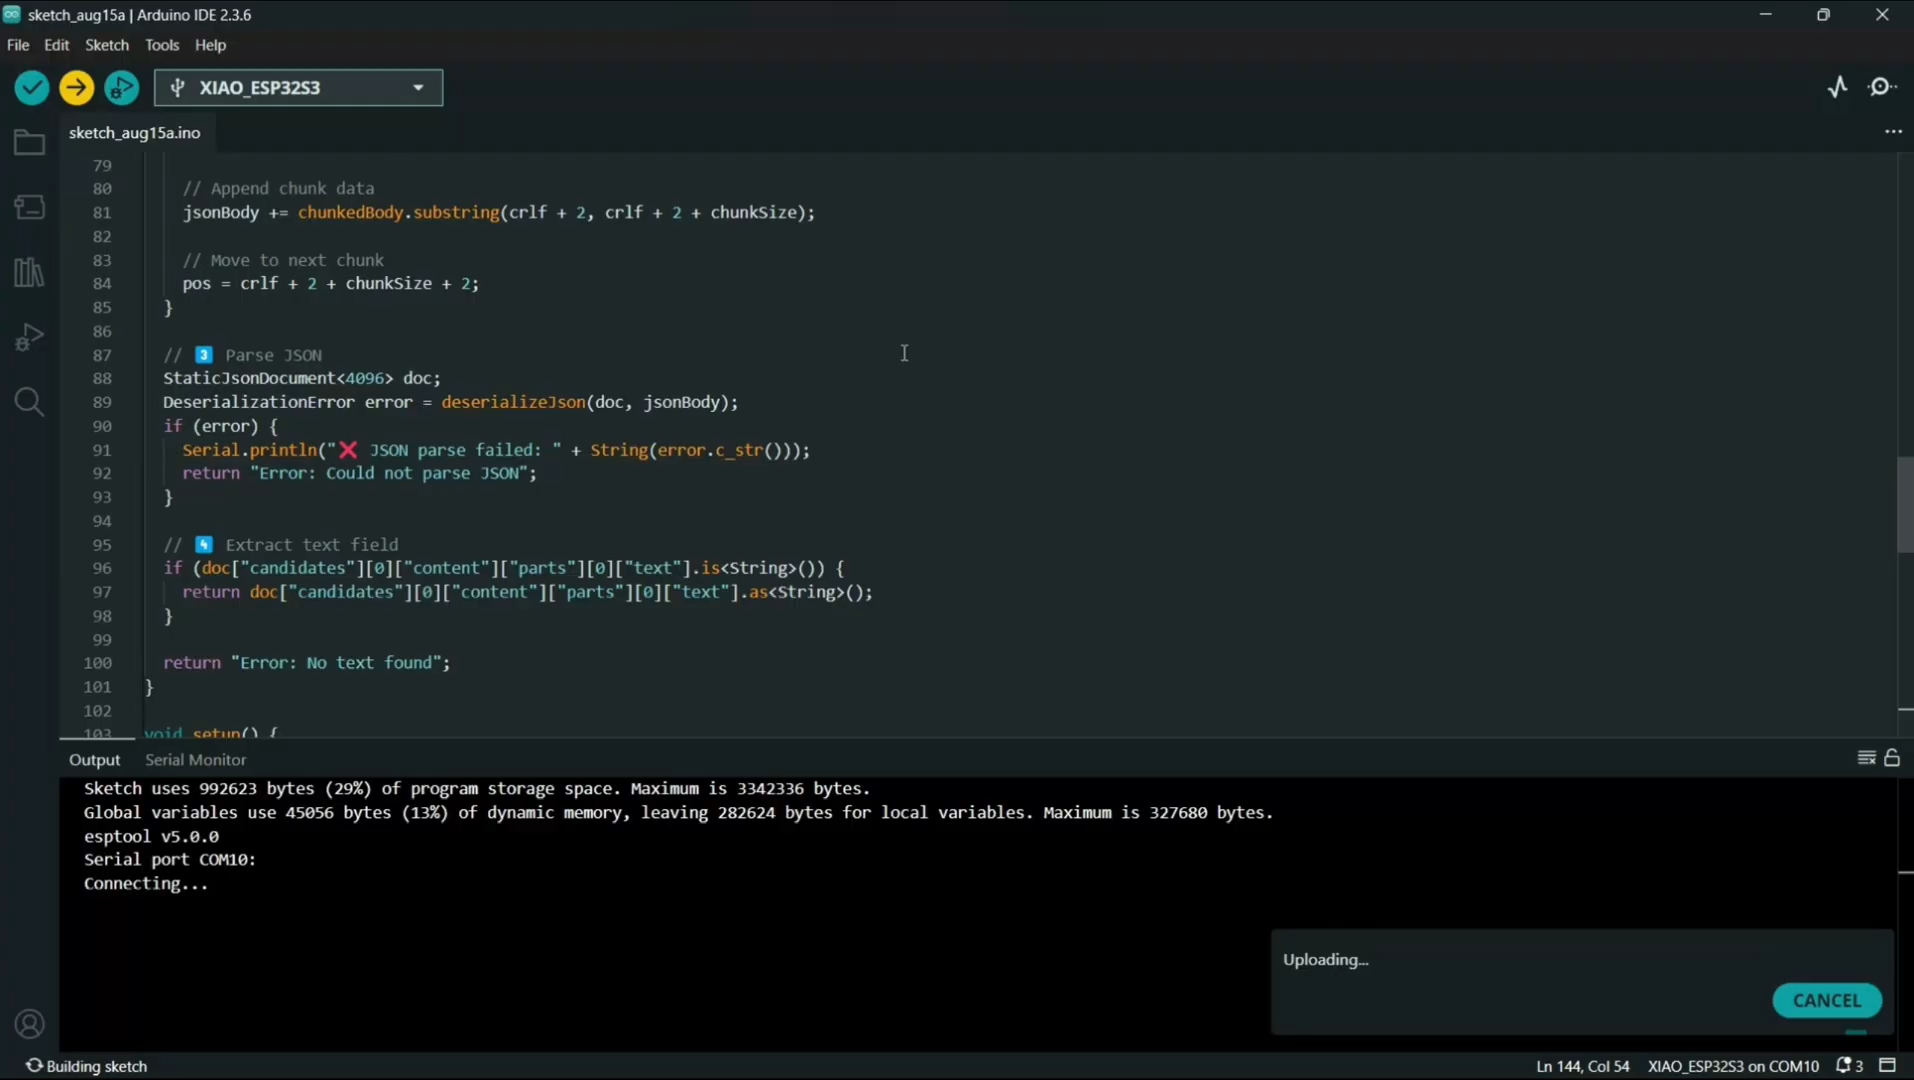 sketch_aug15a | Arduino IDE 2.3.6
File Edit Sketch Tools Help
XIAO_ESP32S3
sketch_aug15a.ino
79
80 // Append chunk data
81 jsonBody += chunkedBody.substring(crlf + 2, crlf + 2 + chunkSize);
82
83 // Move to next chunk
84 pos = crlf + 2 + chunkSize + 2;
85 }
86
87 // 3️⃣ Parse JSON
88 StaticJsonDocument<4096> doc;
89 DeserializationError error = deserializeJson(doc, jsonBody);
90 if (error) {
91 Serial.println("❌ JSON parse failed: " + String(error.c_str()));
92 return "Error: Could not parse JSON";
93 }
94
95 // 4️⃣ Extract text field
96 if (doc["candidates"][0]["content"]["parts"][0]["text"].is<String>()) {
97 return doc["candidates"][0]["content"]["parts"][0]["text"].as<String>();
98 }
99
100 return "Error: No text found";
101 }
102
103 void setup() {
Output Serial Monitor
Sketch uses 992623 bytes (29%) of program storage space. Maximum is 3342336 bytes.
Global variables use 45056 bytes (13%) of dynamic memory, leaving 282624 bytes for local variables. Maximum is 327680 bytes.
esptool v5.0.0
Serial port COM10:
Connecting...
Uploading...
CANCEL
Building sketch
Ln 144, Col 54 XIAO_ESP32S3 on COM10 3